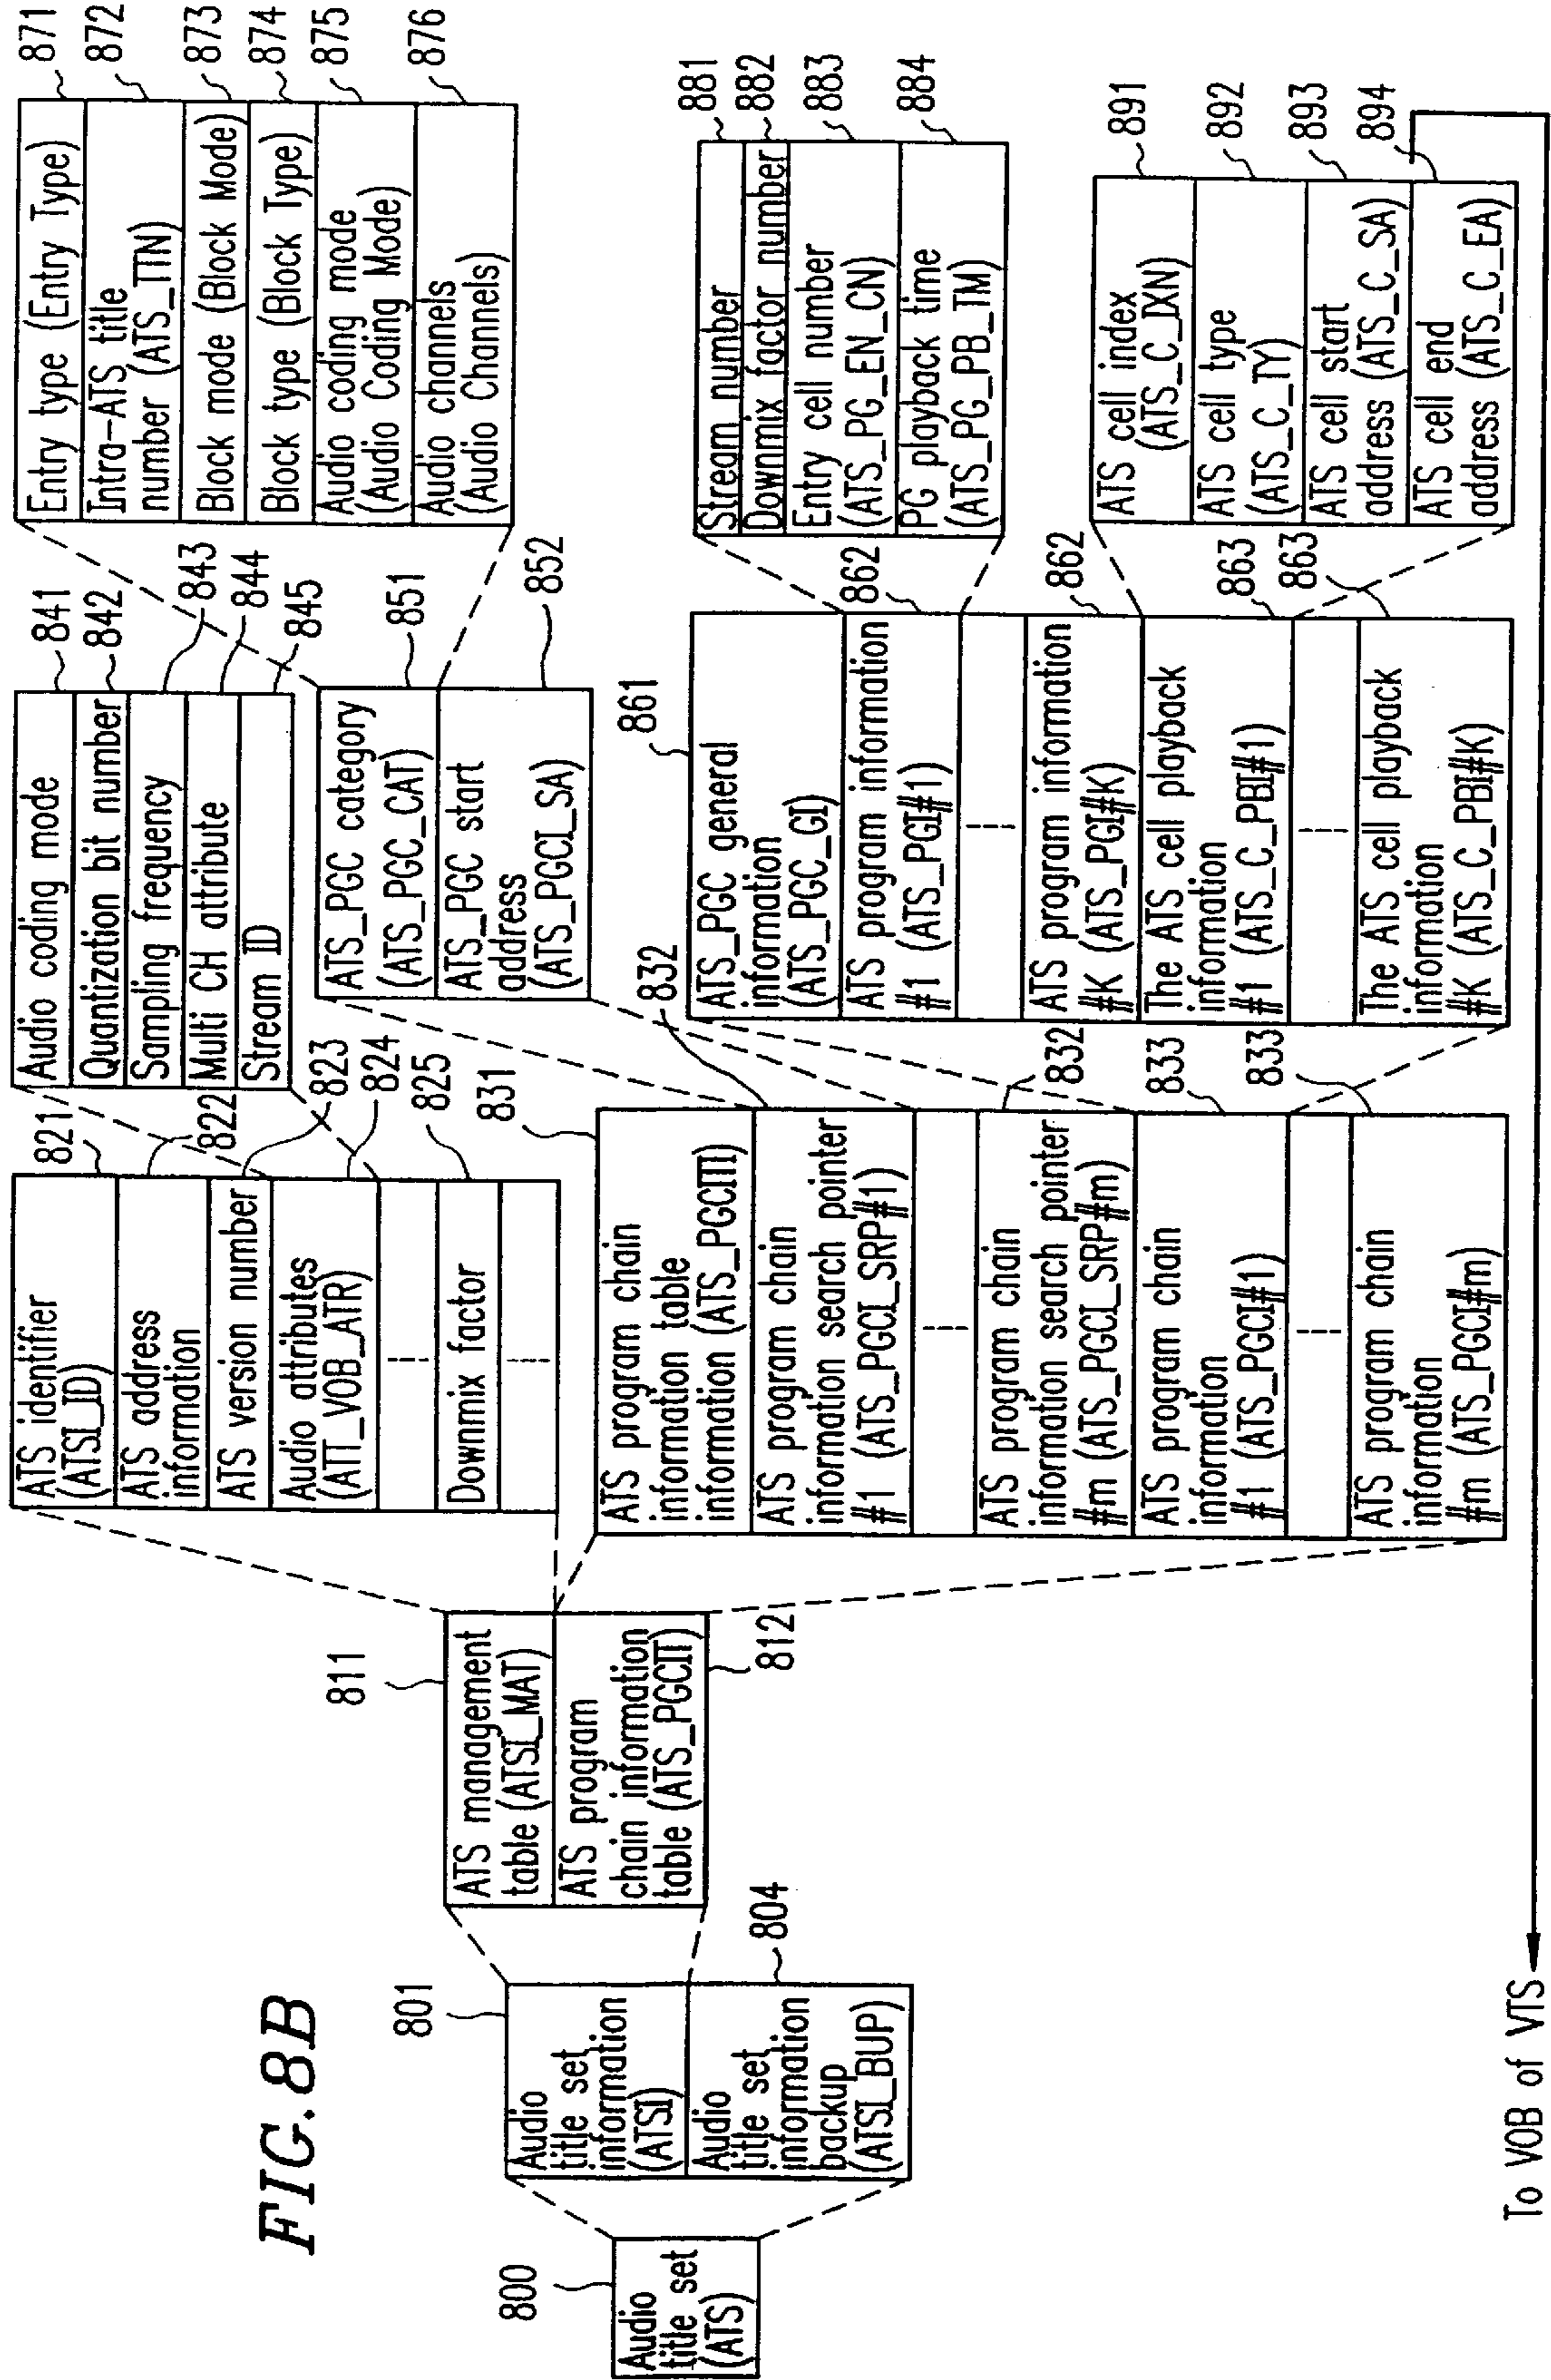 FIG. 8B
800
Audio
title set
(ATS)
801
Audio
title set
information
(ATSI)
Audio
title set
information
backup
(ATSI_BUP)
804
811
ATS management
table (ATSI_MAT)
ATS program
chain information
table (ATS_PGCIT)
812
ATS identifier
(ATSI_ID)
821
ATS address
information
822
ATS version number
823
Audio attributes
(ATT_VOB_ATR)
824
Downmix factor
825
831
ATS program chain
information table
information (ATS_PGCITI)
832
ATS program chain
information search pointer
#1 (ATS_PGCI_SRP#1)
ATS program chain
information search pointer
#m (ATS_PGCI_SRP#m)
832
ATS program chain
information
#1 (ATS_PGCI#1)
833
ATS program chain
information
#m (ATS_PGCI#m)
833
Audio coding mode
841
Quantization bit number
842
Sampling frequency
843
Multi CH attribute
844
Stream ID
845
ATS_PGC category
(ATS_PGC_CAT)
851
ATS_PGC start
address
(ATS_PGCI_SA)
852
861
ATS_PGC general
information
(ATS_PGC_GI)
ATS program information
#1 (ATS_PGI#1)
862
ATS program information
#K (ATS_PGI#K)
862
The ATS cell playback
information
#1 (ATS_C_PBI#1)
863
The ATS cell playback
information
#K (ATS_C_PBI#K)
863
Entry type (Entry Type)
871
Intra-ATS title
number (ATS_TTN)
872
Block mode (Block Mode)
873
Block type (Block Type)
874
Audio coding mode
(Audio Coding Mode)
875
Audio channels
(Audio Channels)
876
Stream number
881
Downmix factor number
882
Entry cell number
(ATS_PG_EN_CN)
883
PG playback time
(ATS_PG_PB_TM)
884
ATS cell index
(ATS_C_IXN)
891
ATS cell type
(ATS_C_TY)
892
ATS cell start
address (ATS_C_SA)
893
ATS cell end
address (ATS_C_EA)
894
To VOB of VTS